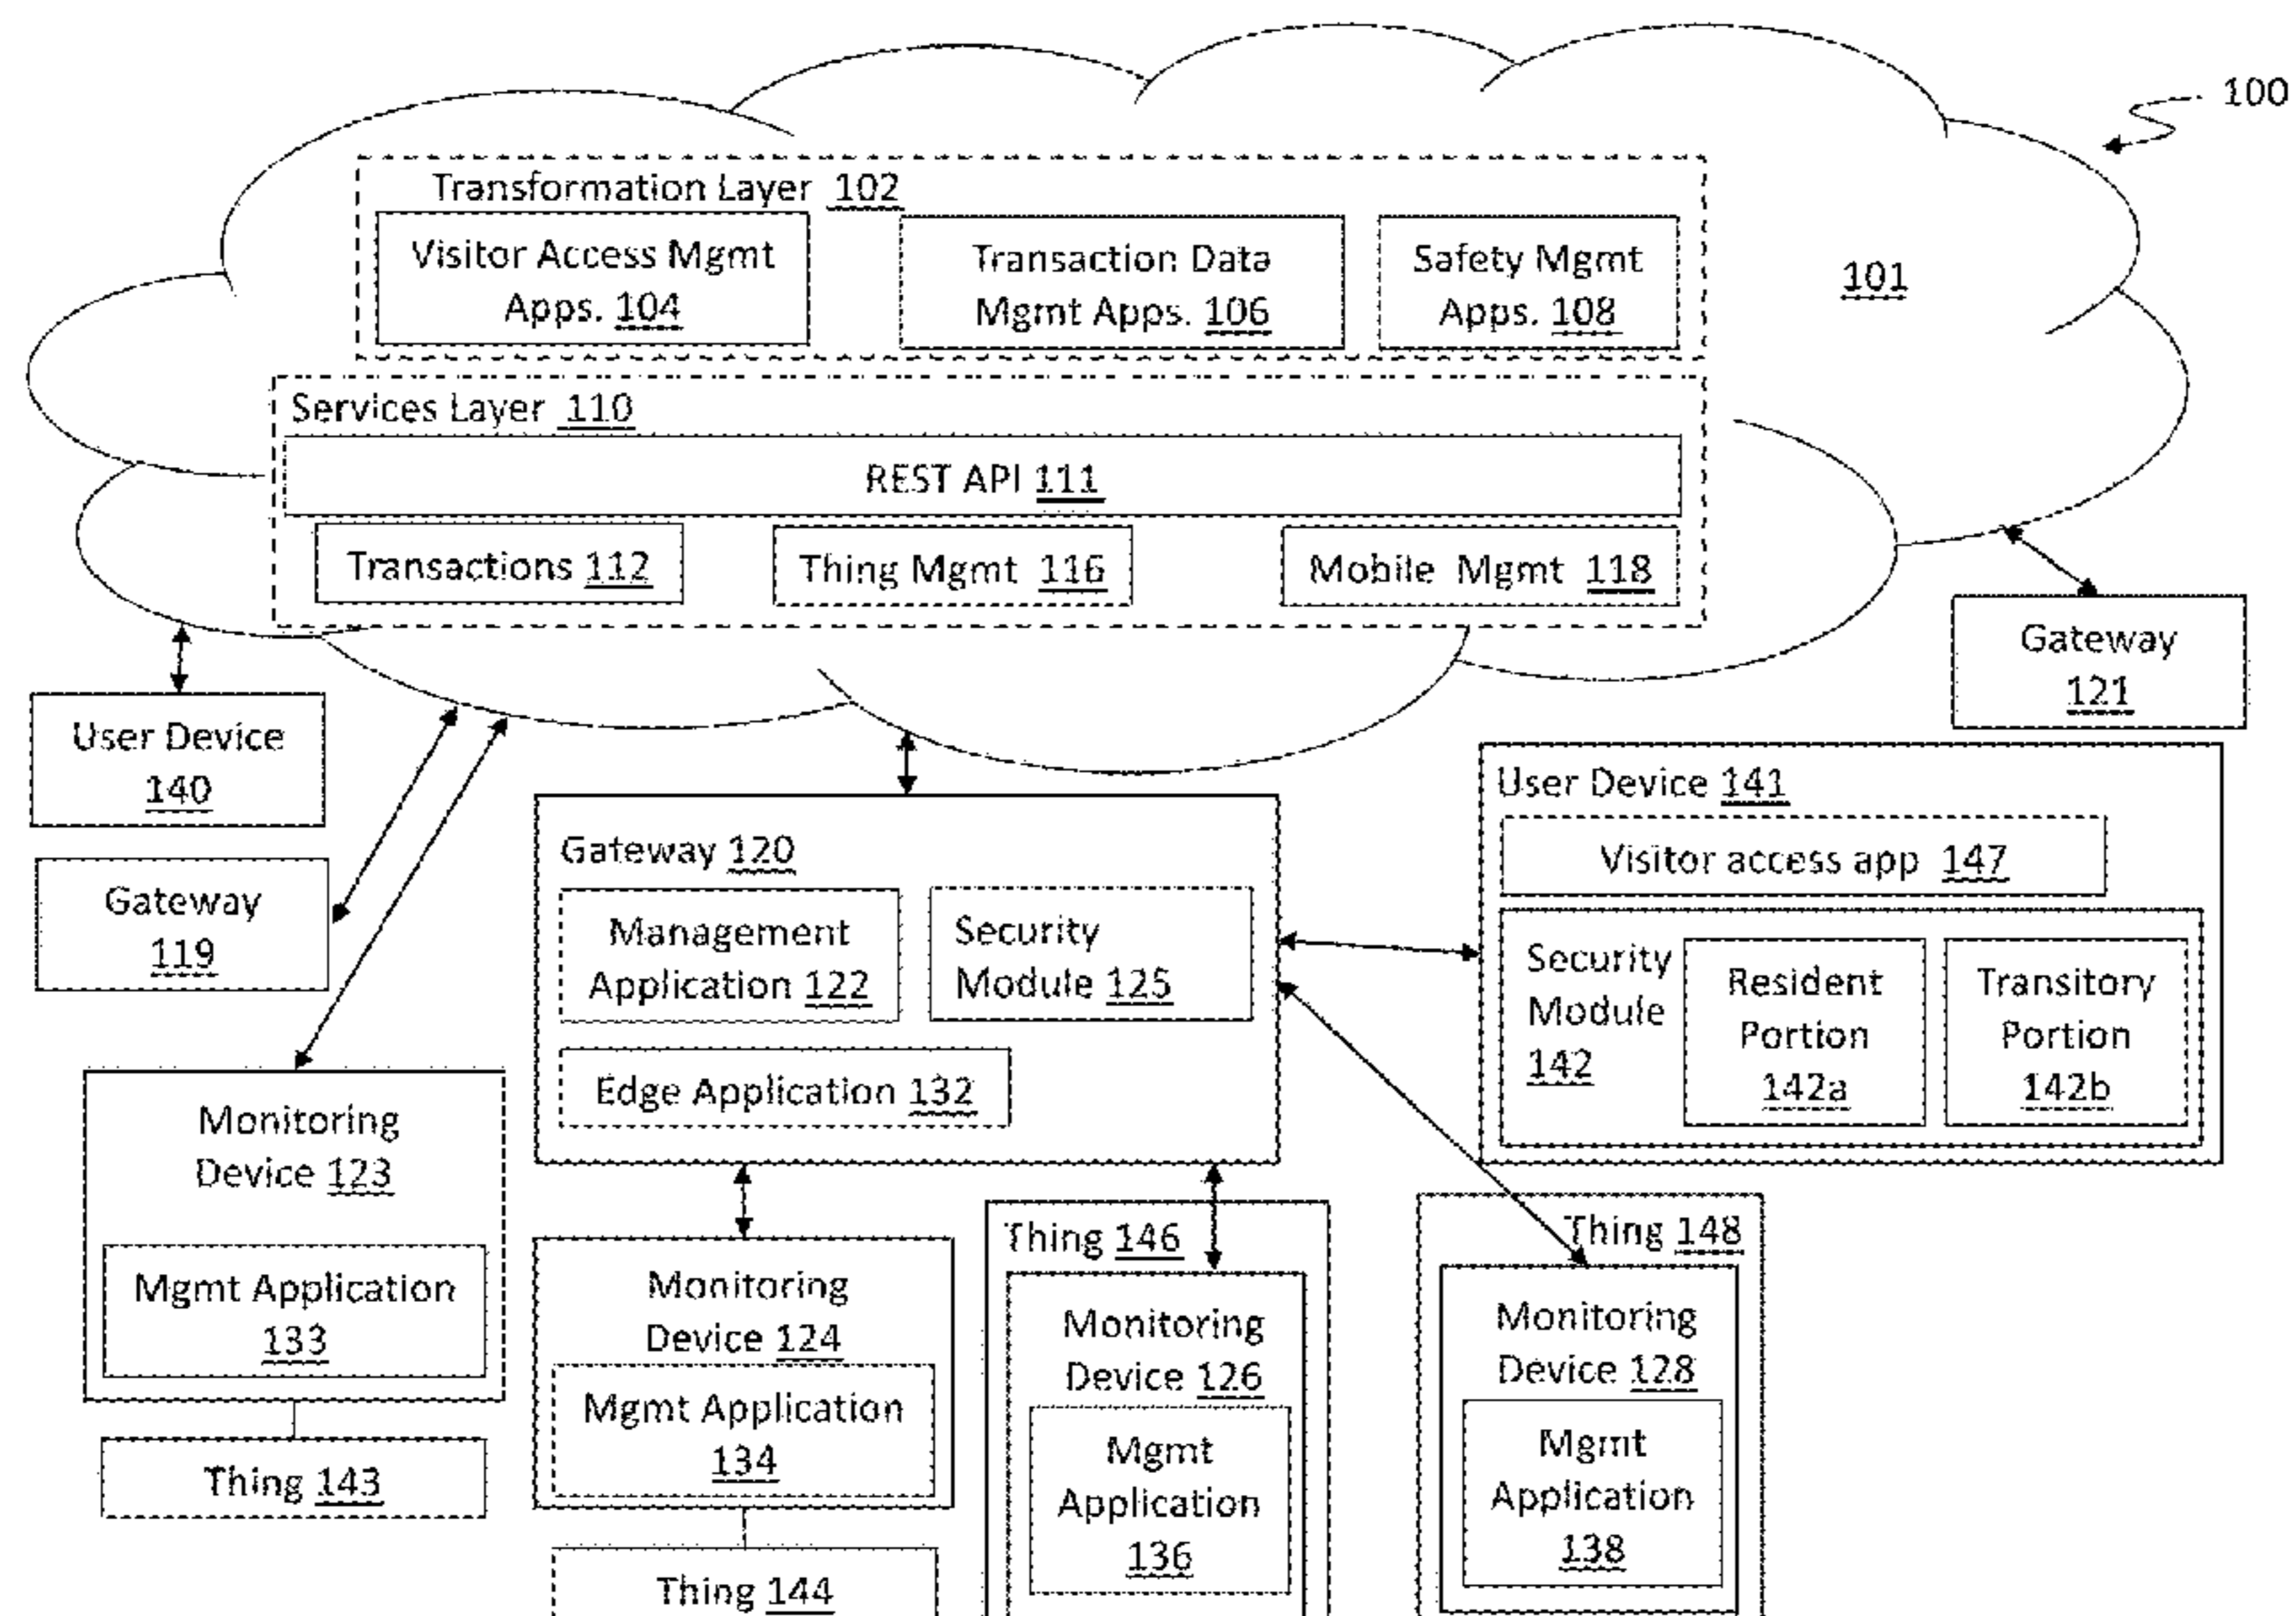 100
Transformation Layer 102
Visitor Access Mgmt
Apps. 104
Transaction Data
Mgmt Apps. 106
Safety Mgmt
Apps. 108
101
Services Layer 110
REST API 111
Transactions 112
Thing Mgmt 116
Mobile Mgmt 118
Gateway
121
User Device
140
Gateway
119
Gateway 120
Management
Application 122
Security
Module 125
Edge Application 132
User Device 141
Visitor access app 147
Security
Module
142
Resident
Portion
142a
Transitory
Portion
142b
Monitoring
Device 123
Mgmt Application
133
Thing 143
Monitoring
Device 124
Mgmt Application
134
Thing 144
Thing 146
Monitoring
Device 126
Mgmt
Application
136
Thing 148
Monitoring
Device 128
Mgmt
Application
138